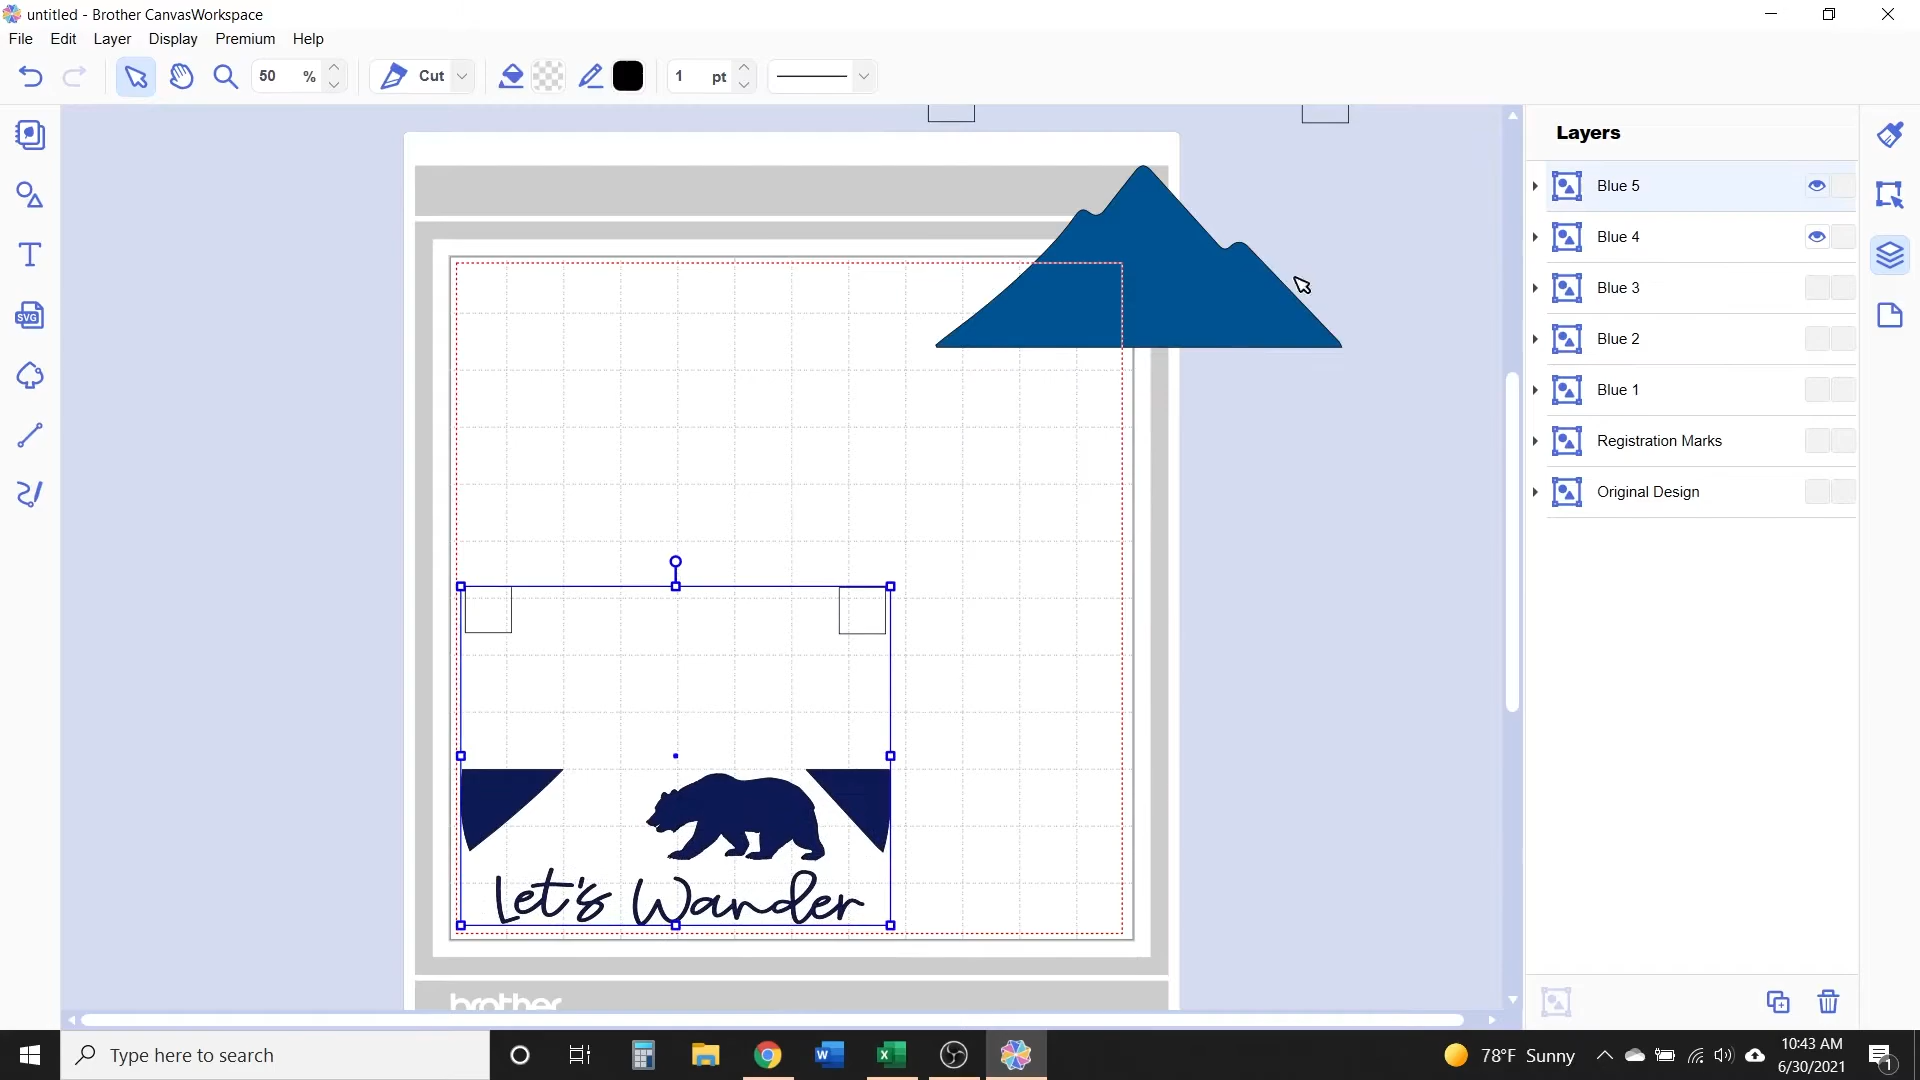 untitled - Brother CanvasWorkspace
File Edit Layer Display Premium Help
50 % Cut 1 pt
Layers
Blue 5
Blue 4
Blue 3
Blue 2
Blue 1
Registration Marks
Original Design
SVG
Let's Wander
brother
Type here to search
78°F Sunny
10:43 AM
6/30/2021
1